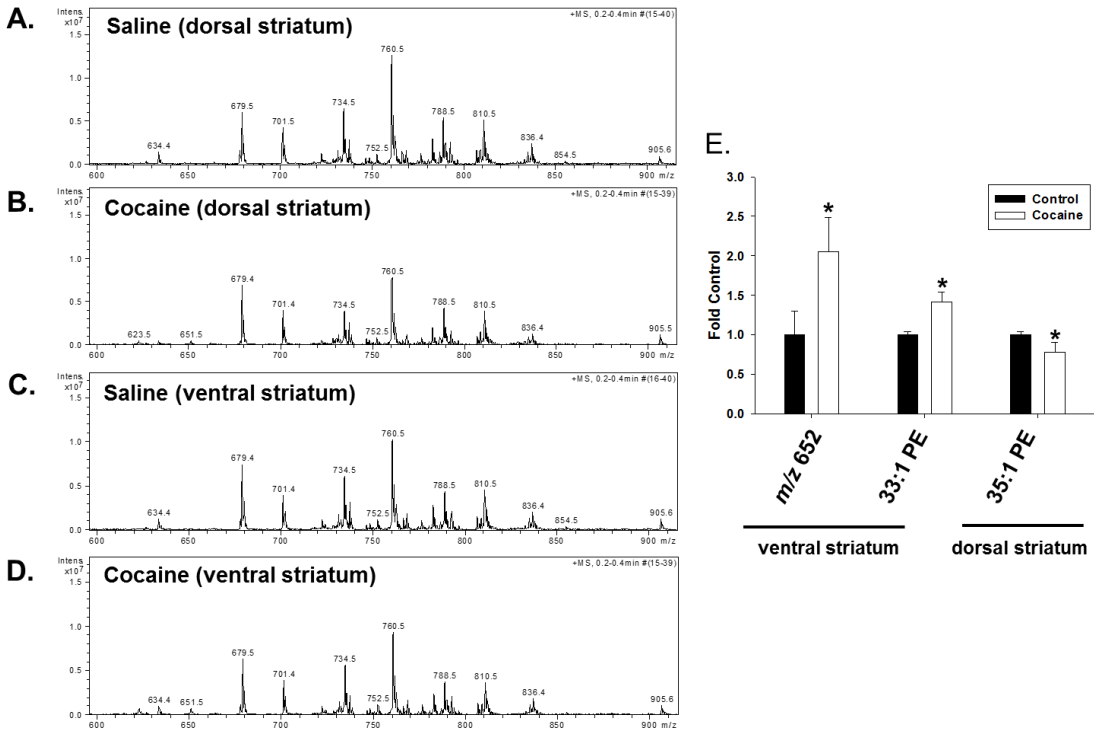 A.
Intens.
x10⁷
+MS, 0.2-0.4min #(15-40)
Saline (dorsal striatum)
1.5
1.0
0.5
0.0
634.4
679.5
701.5
734.5
752.5
760.5
788.5
810.5
836.4
854.5
905.6
600 650 700 750 800 850 900 m/z
B.
Intens.
x10⁷
+MS, 0.2-0.4min #(15-39)
Cocaine (dorsal striatum)
1.5
1.0
0.5
0.0
623.5
651.5
679.4
701.4
734.5
752.5
760.5
788.5
810.5
836.4
905.5
600 650 700 750 800 850 900 m/z
C.
Intens.
x10⁷
+MS, 0.2-0.4min #(16-40)
Saline (ventral striatum)
1.5
1.0
0.5
0.0
634.4
679.4
701.4
734.5
752.5
760.5
788.5
810.5
836.4
854.5
905.6
600 650 700 750 800 850 900 m/z
D.
Intens.
x10⁷
+MS, 0.2-0.4min #(15-39)
Cocaine (ventral striatum)
1.5
1.0
0.5
0.0
634.4
651.5
679.5
701.4
734.5
752.5
760.5
788.5
810.5
836.4
905.6
600 650 700 750 800 850 900 m/z
E.
Fold Control
3.0
2.5
2.0
1.5
1.0
0.5
0.0
Control
Cocaine
*
*
*
m/z 652
33:1 PE
35:1 PE
ventral striatum
dorsal striatum